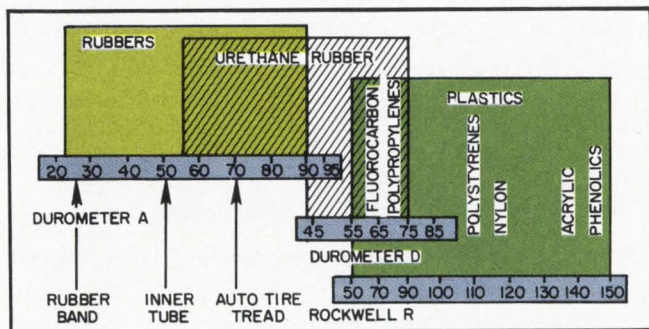 RUBBERS
URETHANE RUBBER
PLASTICS
FLUOROCARBON
POLYPROPYLENES
POLYSTYRENES
NYLON
ACRYLIC
PHENOLICS
20 30 40 50 60 70 80 90 95
DUROMETER A
45 55 65 75 85
DUROMETER D
50 70 90 100 110 120 130 140 150
ROCKWELL R
RUBBER
BAND
INNER
TUBE
AUTO TIRE
TREAD